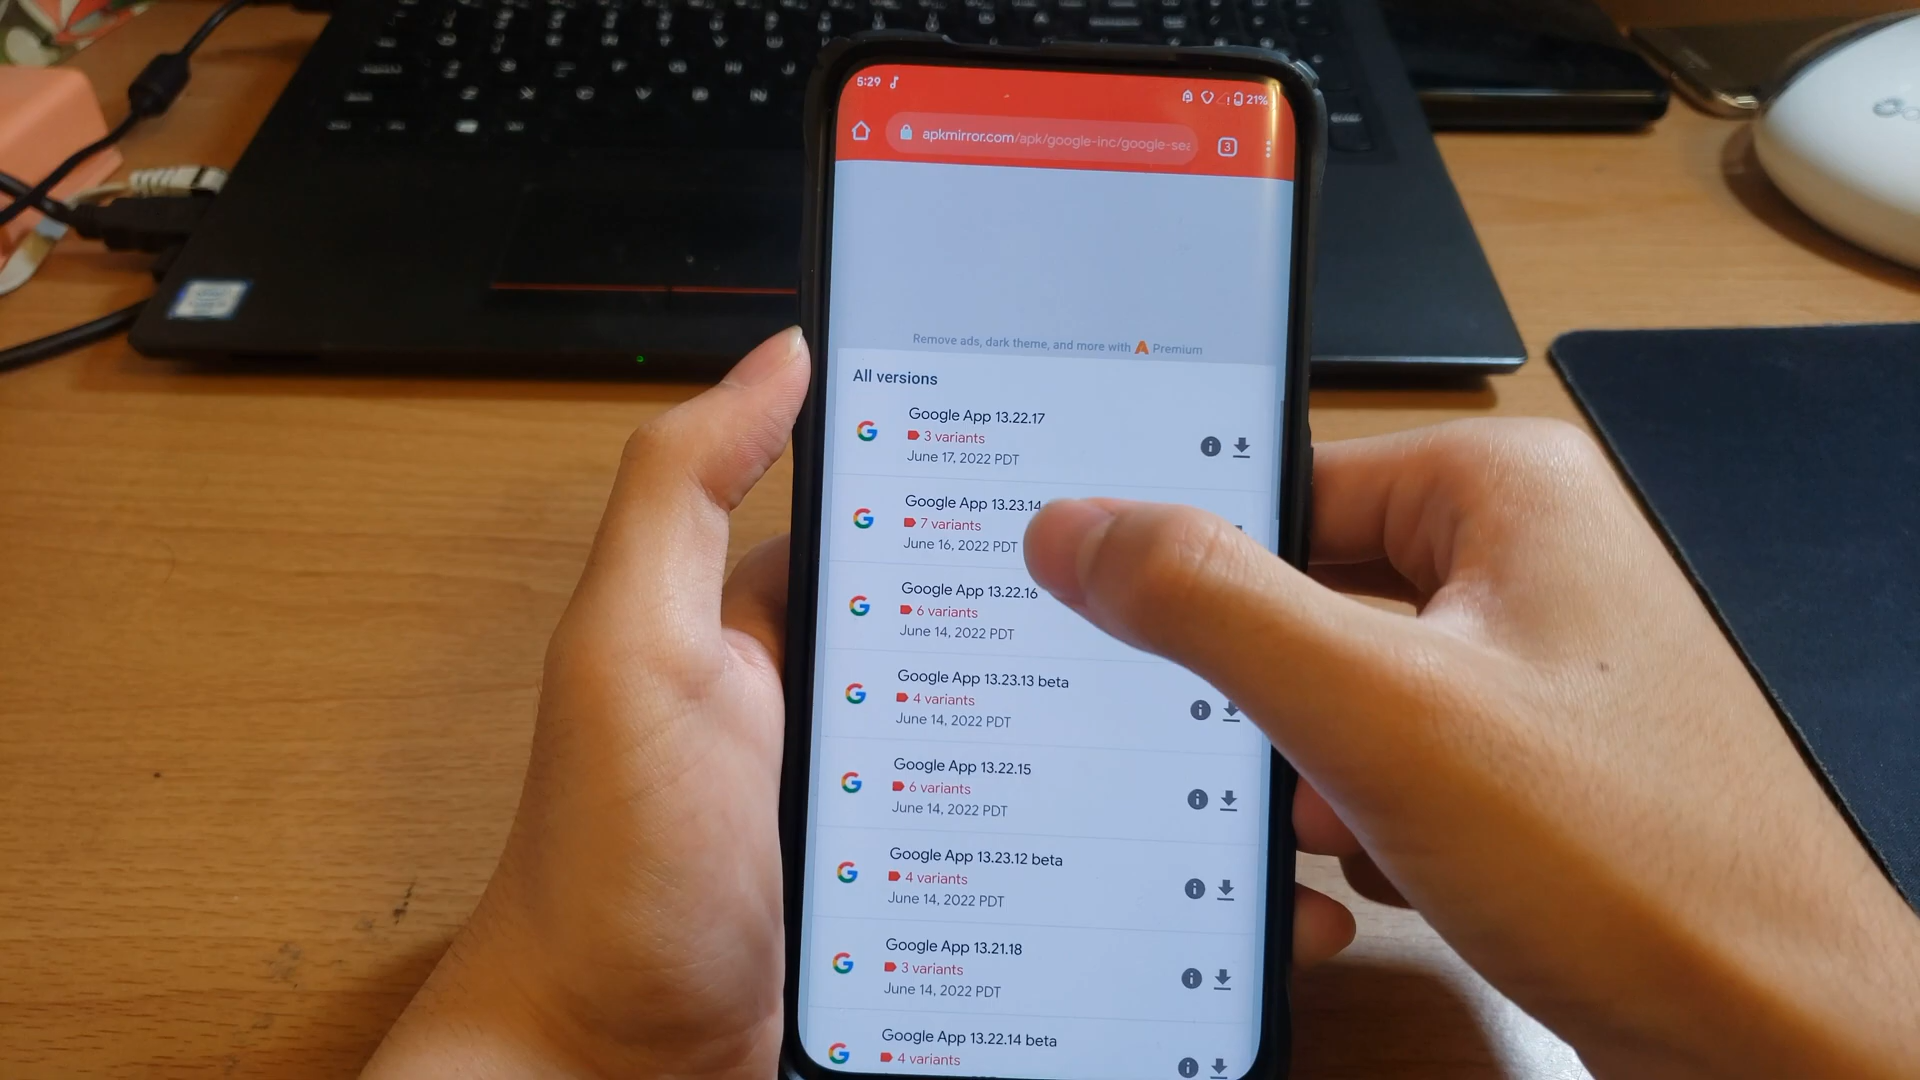 5:29
21%
apkmirror.com/apk/google-inc/google-sea
3
Remove ads, dark theme, and more with Premium
All versions
Google App 13.22.17
3 variants
June 17, 2022 PDT
Google App 13.23.14
7 variants
June 16, 2022 PDT
Google App 13.22.16
6 variants
June 14, 2022 PDT
Google App 13.23.13 beta
4 variants
June 14, 2022 PDT
Google App 13.22.15
6 variants
June 14, 2022 PDT
Google App 13.23.12 beta
4 variants
June 14, 2022 PDT
Google App 13.21.18
3 variants
June 14, 2022 PDT
Google App 13.22.14 beta
4 variants